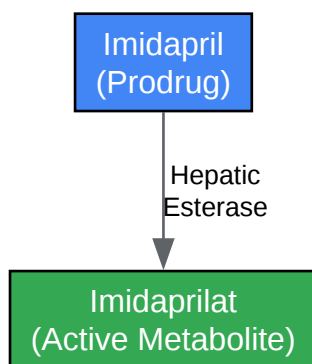 Imidapril
(Prodrug)
Hepatic
Esterase
Imidaprilat
(Active Metabolite)